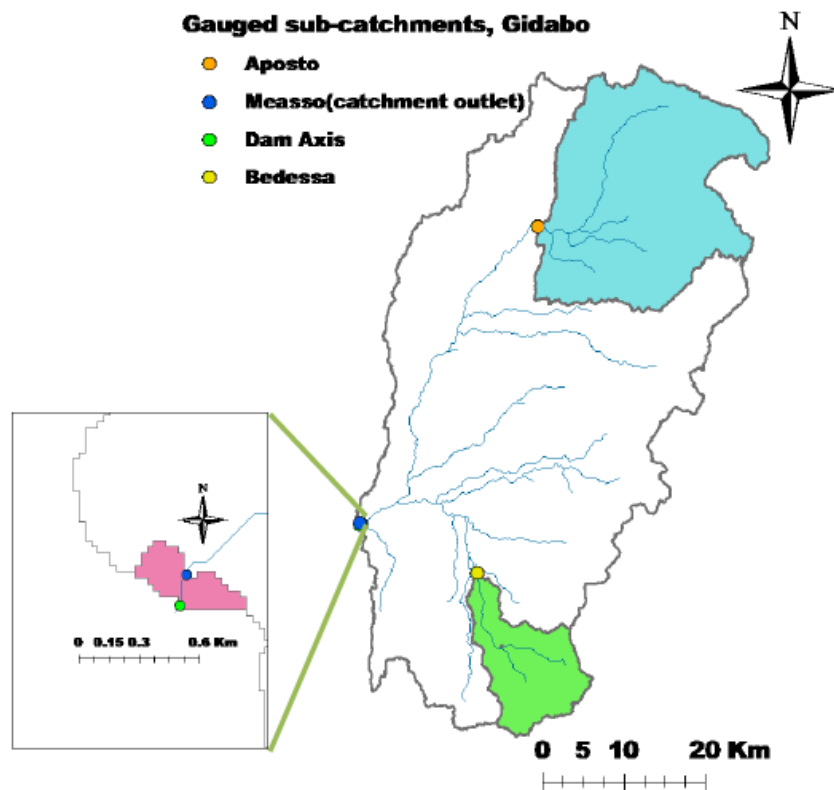 Gauged sub-catchments, Gidabo
Aposto
Measso(catchment outlet)
Dam Axis
Bedessa
N
N
0 0.15 0.3 0.6 Km
0 5 10 20 Km